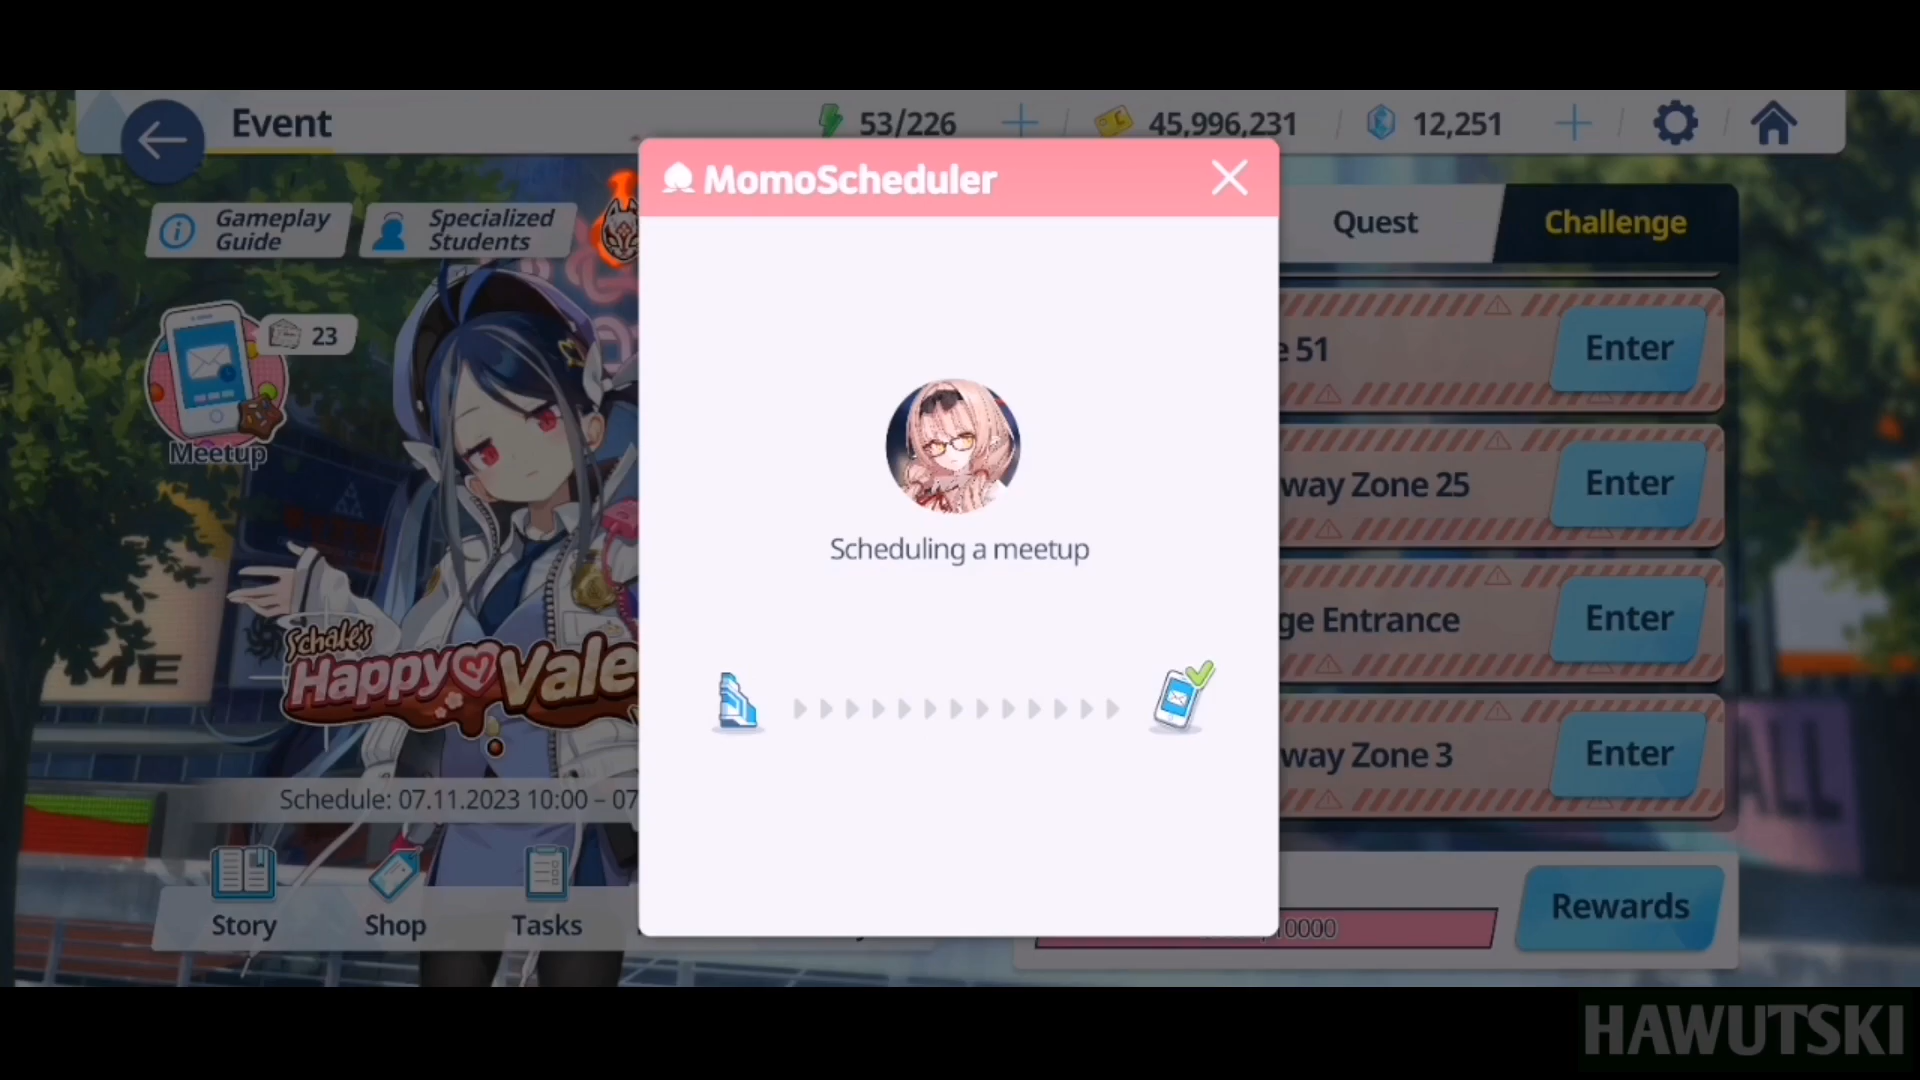 Event
53/226
45,996,231
12,251
MomoScheduler
Gameplay
Guide
Specialized
Students
Quest
Challenge
23
Meetup
51
Enter
way Zone 25
Enter
Scheduling a meetup
Entrance
Enter
Schale's
Happy Vale
way Zone 3
Enter
Schedule: 07.11.2023 10:00 – 07
Story
Shop
Tasks
Rewards
10000
HAWUTSKI